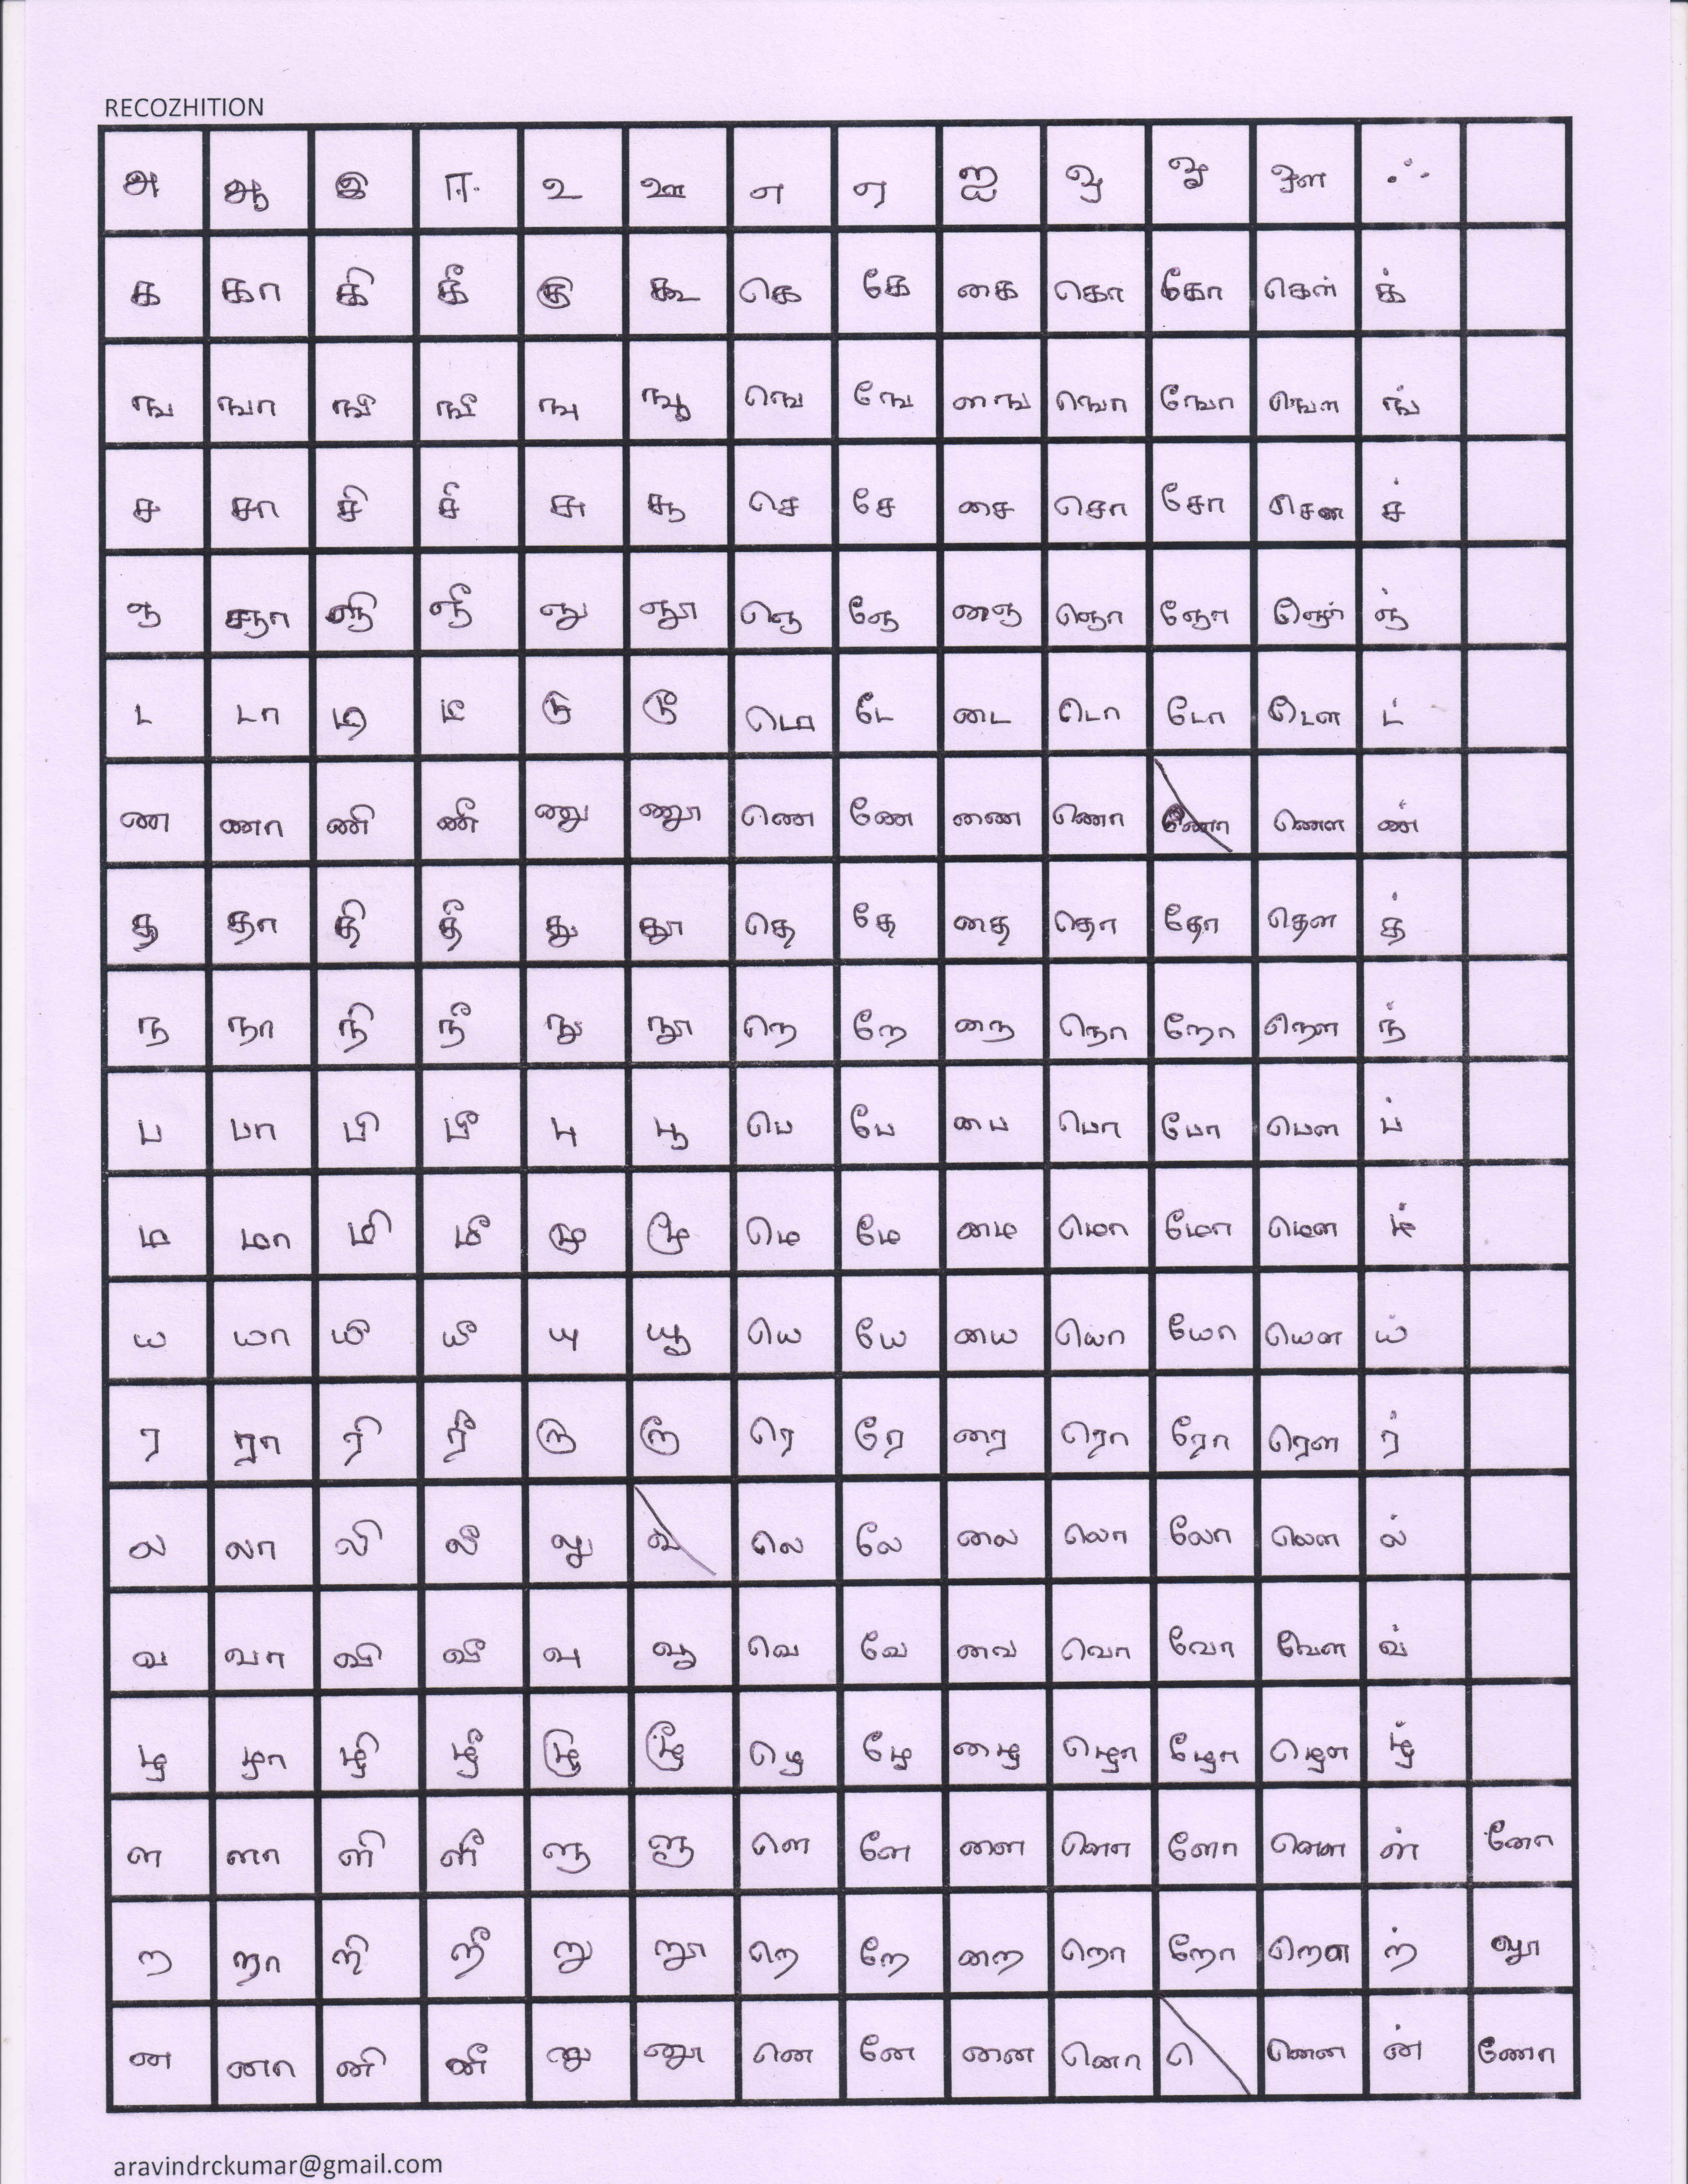 RECOZHITION
அ ஆ இ ஈ உ ஊ எ ஏ ஐ ஒ ஓ ஔ ஃ
க கா கி கீ கு கூ கெ கே கை கொ கோ கௌ க்
ங ஙா ஙி ஙீ ஙு ஙூ ஙெ ஙே ஙை ஙொ ஙோ ஙௌ ங்
ச சா சி சீ சு சூ செ சே சை சொ சோ சௌ ச்
ஞ ஞா ஞி ஞீ ஞு ஞூ ஞெ ஞே ஞை ஞொ ஞோ ஞௌ ஞ்
ட டா டி டீ டு டூ டெ டே டை டொ டோ டௌ ட்
ண ணா ணி ணீ ணு ணூ ணெ ணே ணை ணொ ணௌ ண்
த தா தி தீ து தூ தெ தே தை தொ தோ தௌ த்
ந நா நி நீ நு நூ நெ நே நை நொ நோ நௌ ந்
ப பா பி பீ பு பூ பெ பே பை பொ போ பௌ ப்
ம மா மி மீ மு மூ மெ மே மை மொ மோ மௌ ம்
ய யா யி யீ யு யூ யெ யே யை யொ யோ யௌ ய்
ர ரா ரி ரீ ரு ரூ ரெ ரே ரை ரொ ரோ ரௌ ர்
ல லா லி லீ லு லெ லே லை லொ லோ லௌ ல்
வ வா வி வீ வு வூ வெ வே வை வொ வோ வௌ வ்
ழ ழா ழி ழீ ழு ழூ ழெ ழே ழை ழொ ழோ ழௌ ழ்
ள ளா ளி ளீ ளு ளூ ளெ ளே ளை ளொ ளோ ளௌ ள் னோ
ற றா றி றீ று றூ றெ றே றை றொ றோ றௌ ற் லூ
ன னா னி னீ னு னூ னெ னே னை னொ னௌ ன் ணோ
aravindrckumar@gmail.com